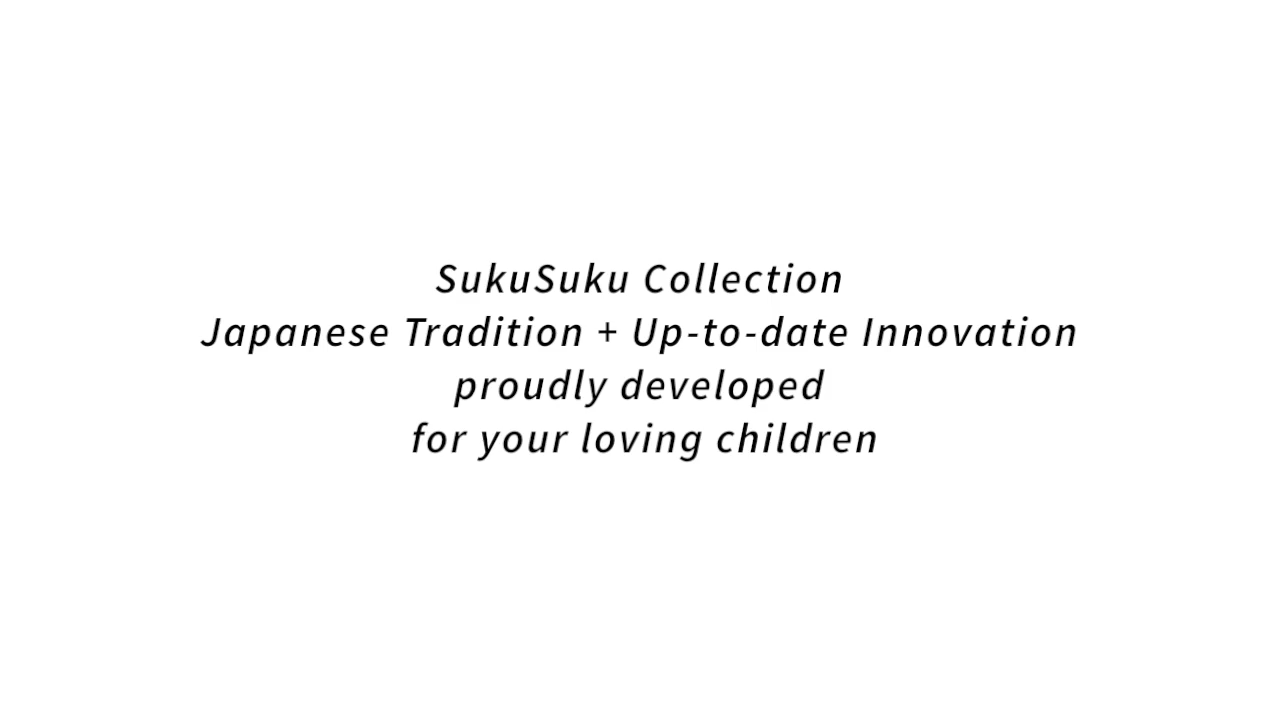 SukuSuku Collection
Japanese Tradition + Up-to-date Innovation
proudly developed
for your loving children